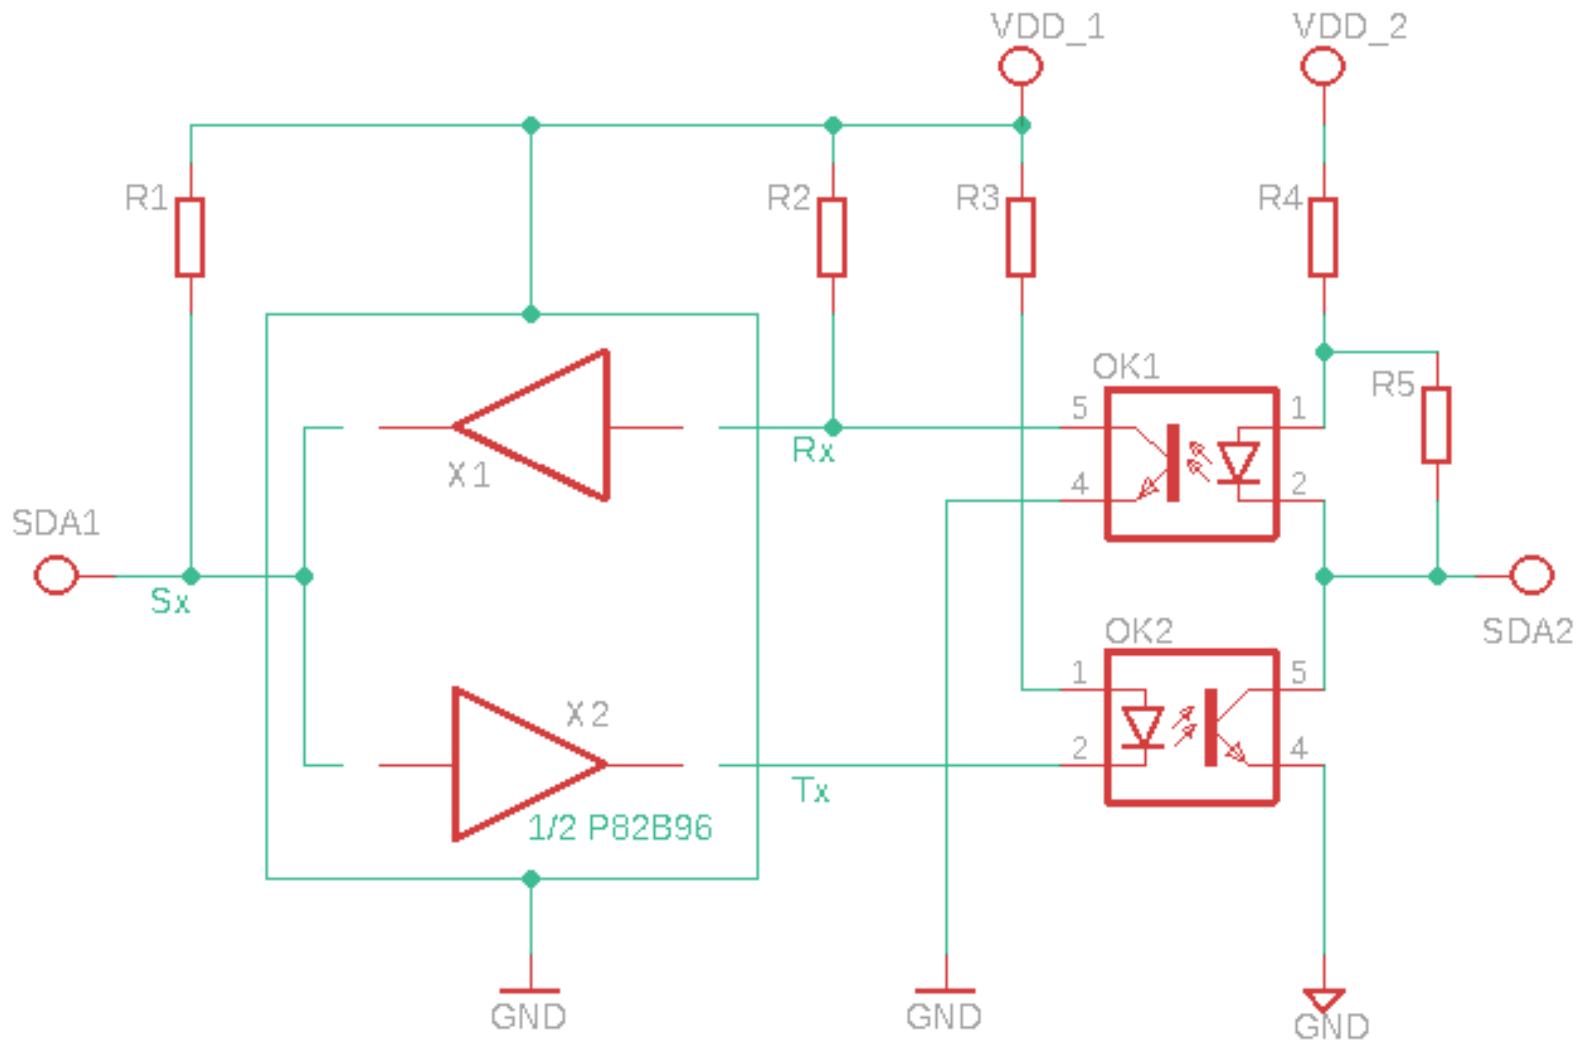 VDD_1
VDD_2
R1
R2
R3
R4
OK1
R5
5
1
Rx
X1
4
2
SDA1
Sx
OK2
SDA2
1
5
X2
2
4
Tx
1/2 P82B96
GND
GND
GND